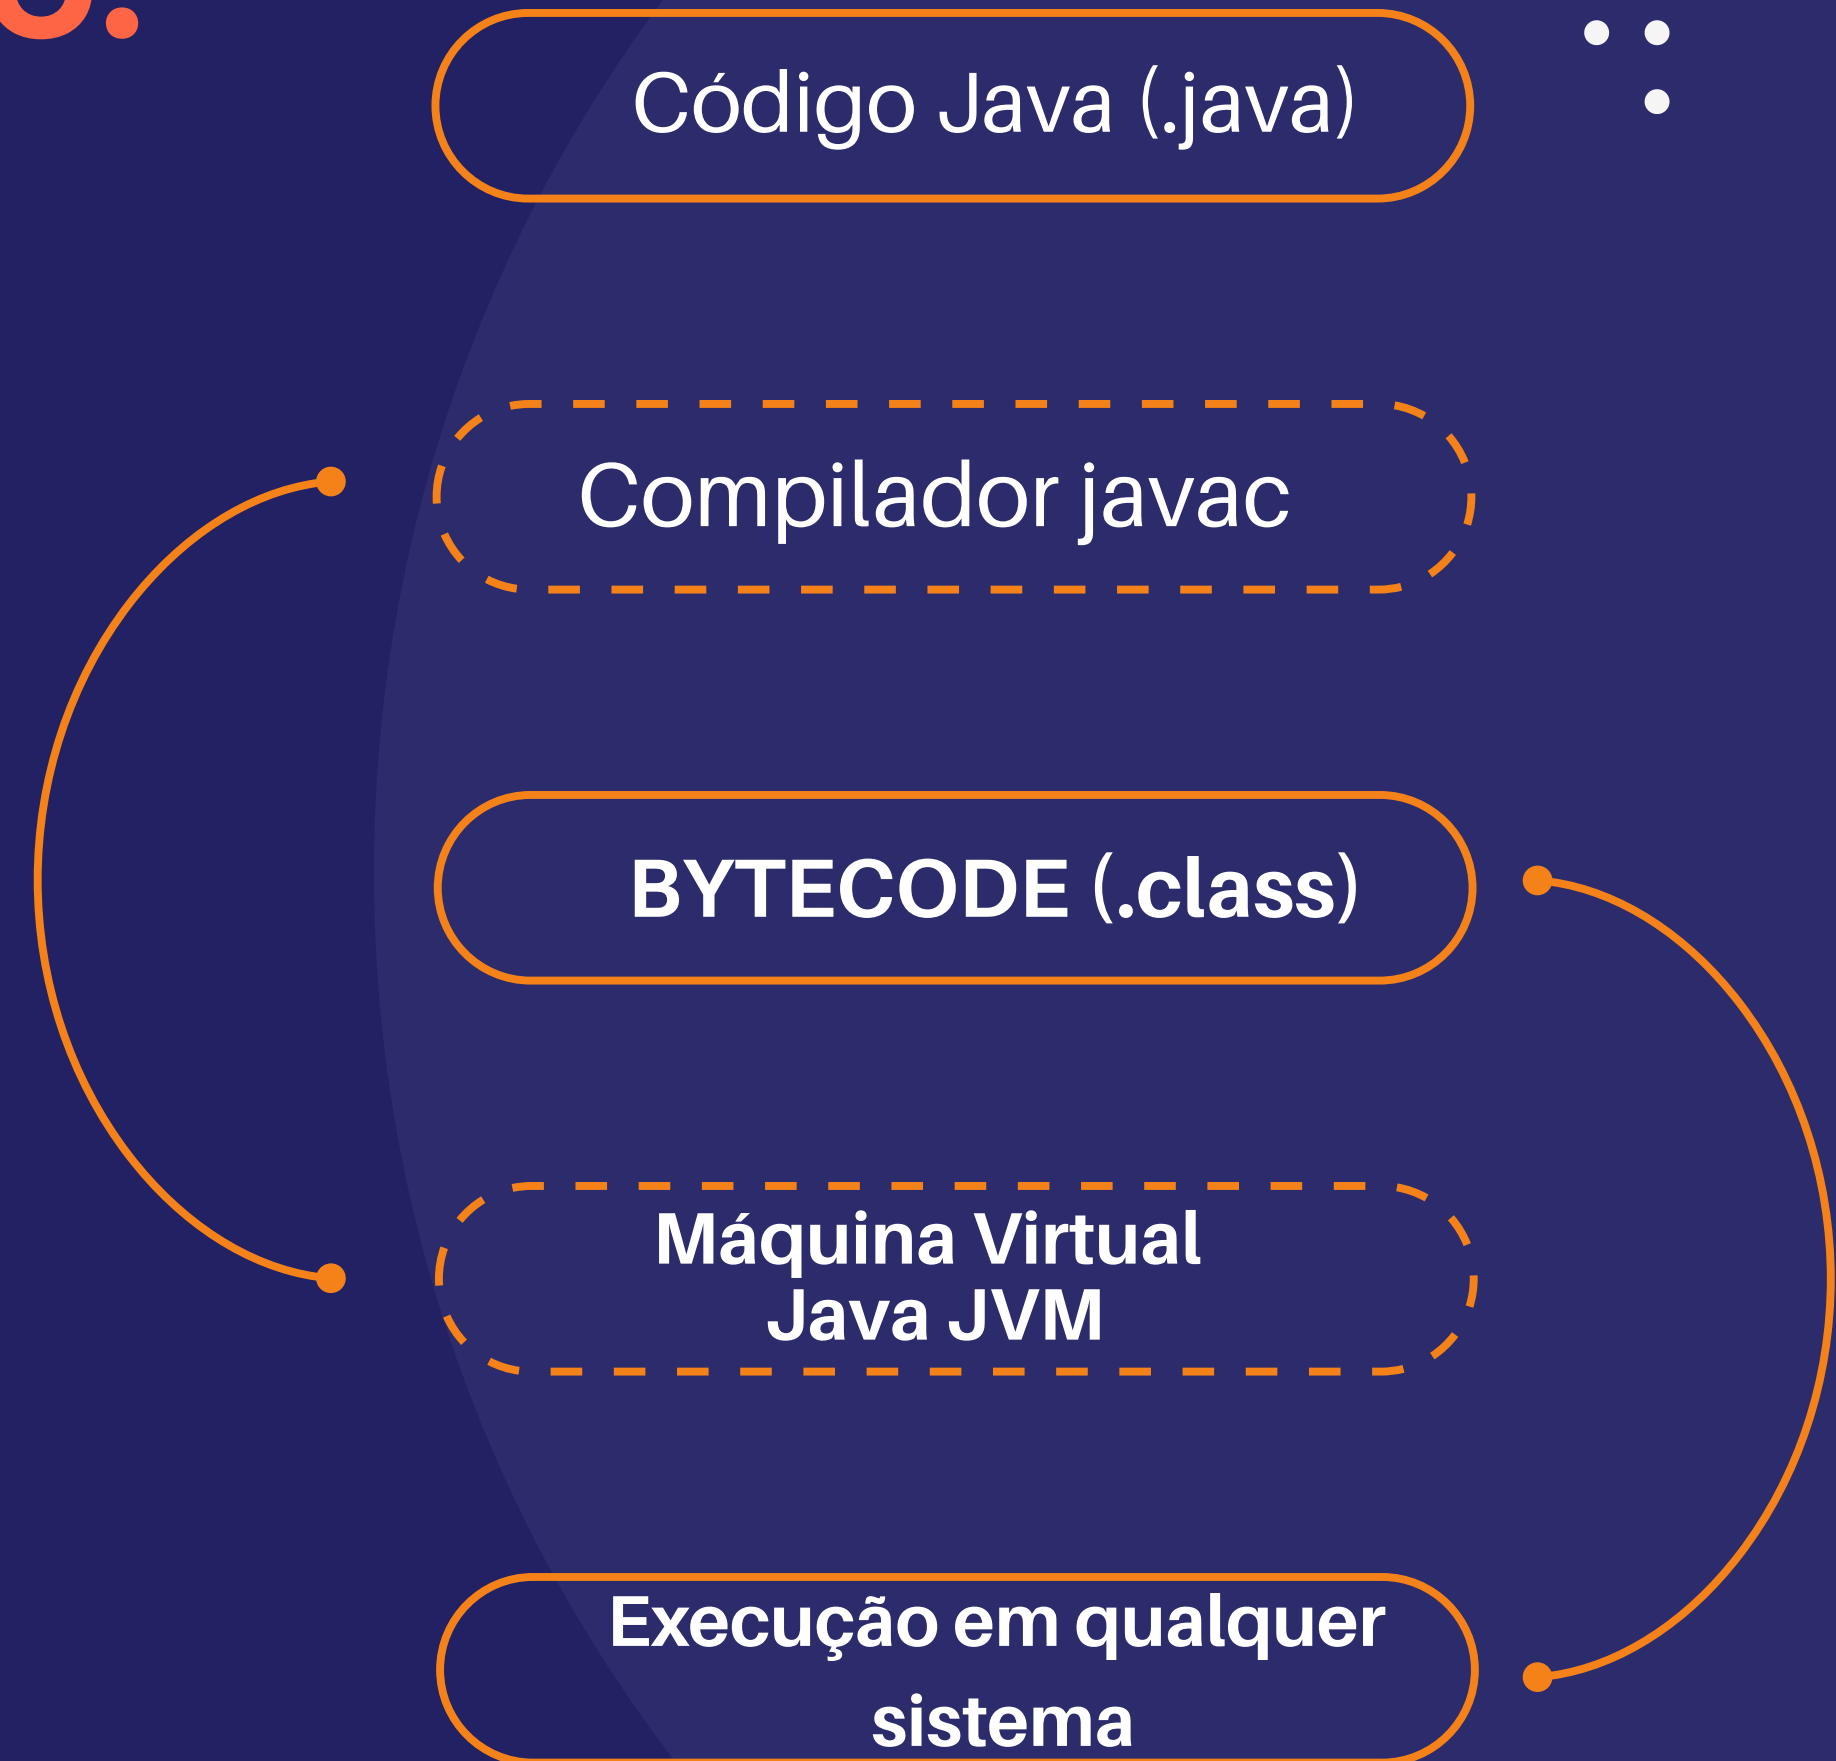 Código Java (.java)
Compilador javac
BYTECODE (.class)
Máquina Virtual
Java JVM
Execução em qualquer
sistema